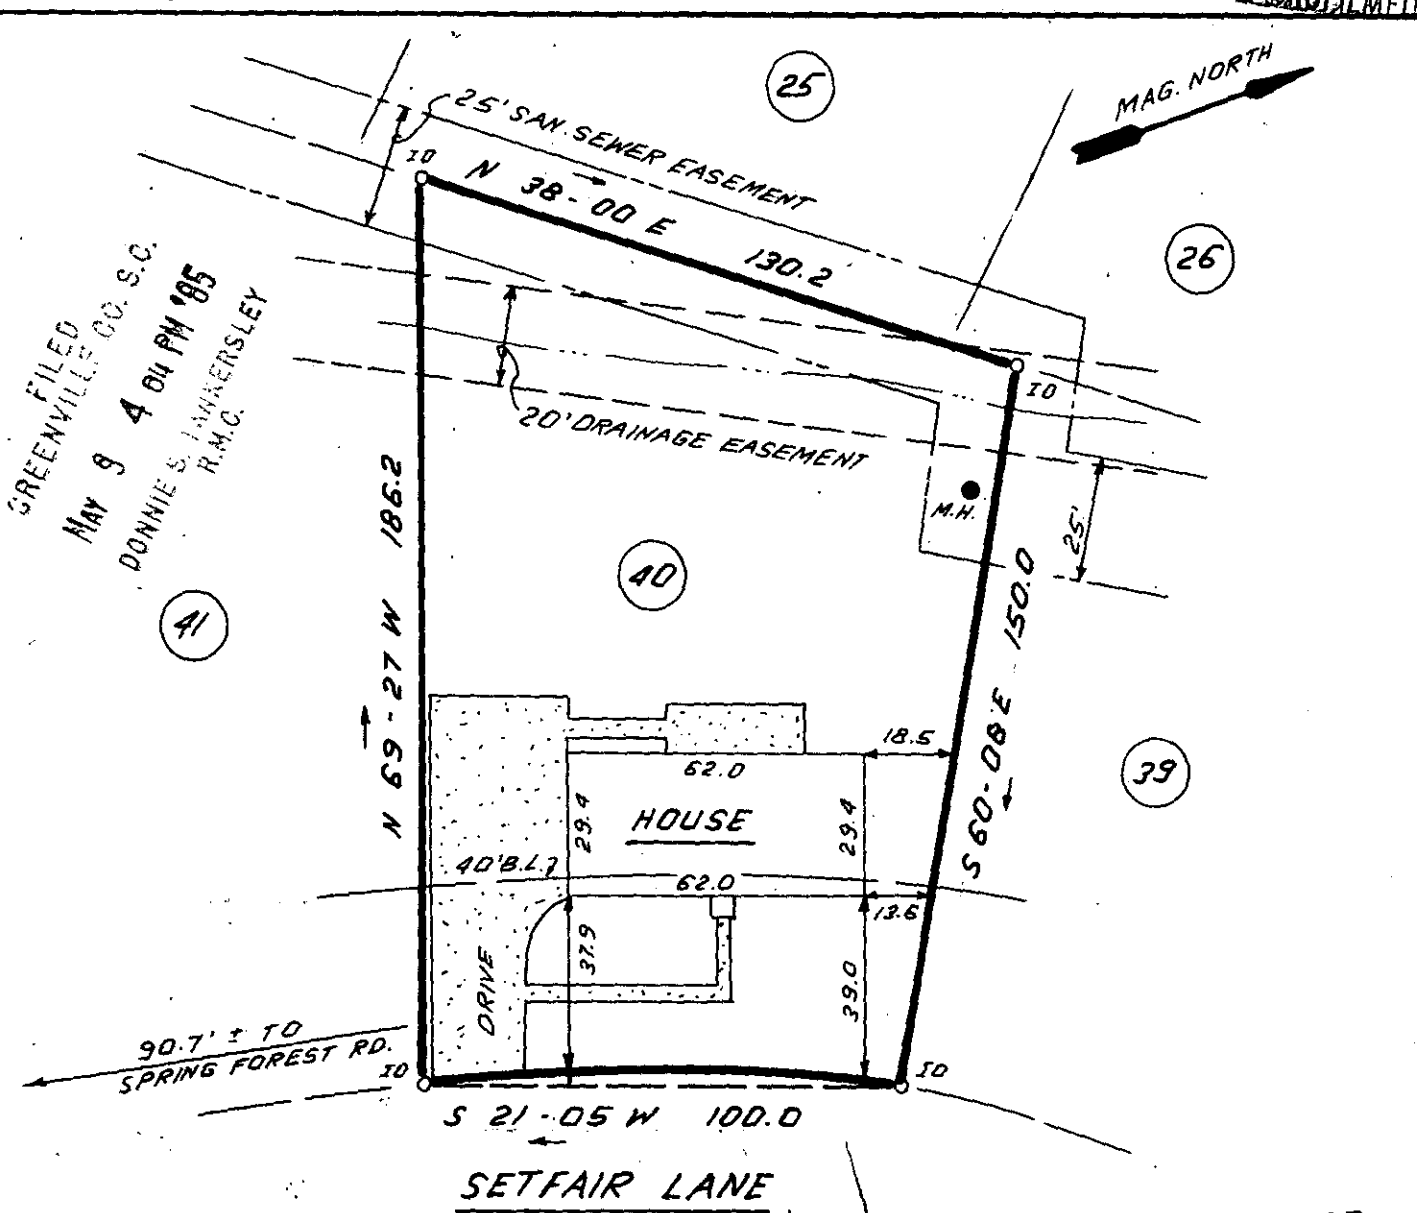 25
MAG. NORTH
25' SAN. SEWER EASEMENT
IO
N 38-00 E 130.2
26
FILED
GREENVILLE CO. S.C.
MAY 9 4 04 PM '85
DONNIE S. TANKERSLEY
R.M.C.
IO
20' DRAINAGE EASEMENT
M.H.
25'
N 69-27 W 186.2
40
S 60-08 E 150.0
41
39
18.5
62.0
29.4
HOUSE
29.4
40' B.L.
62.0
13.6
37.9
39.0
DRIVE
90.7' ± TO
SPRING FOREST RD.
IO
IO
S 21-05 W 100.0
SETFAIR LANE